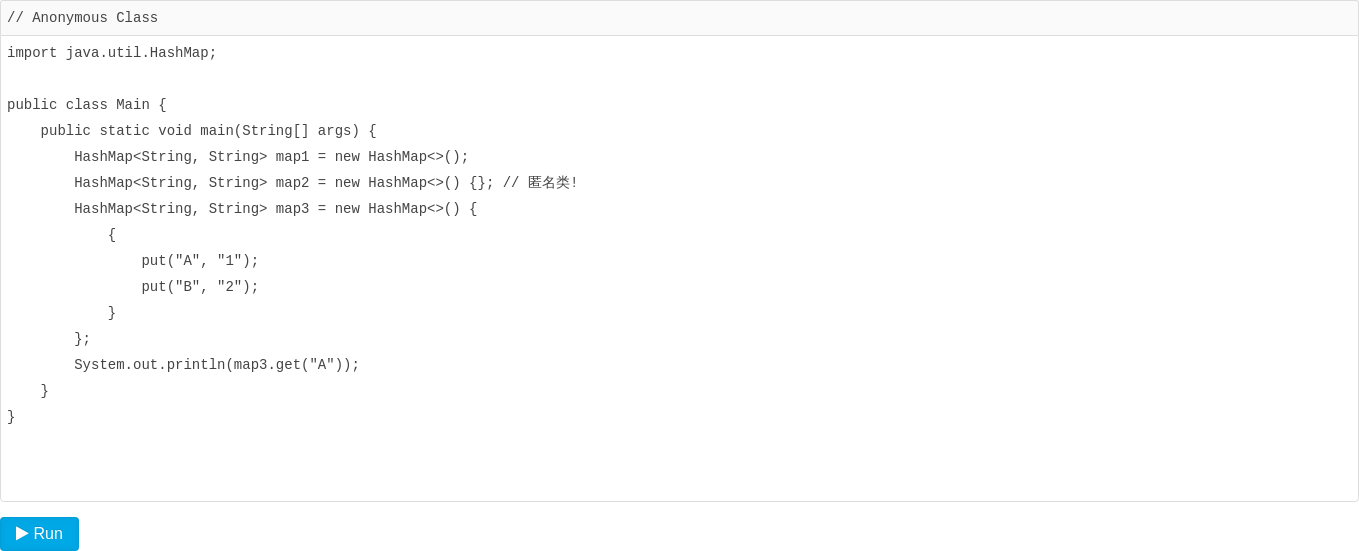 // Anonymous Class
import java.util.HashMap;

public class Main {
    public static void main(String[] args) {
        HashMap<String, String> map1 = new HashMap<>();
        HashMap<String, String> map2 = new HashMap<>() {}; // 匿名类!
        HashMap<String, String> map3 = new HashMap<>() {
            {
                put("A", "1");
                put("B", "2");
            }
        };
        System.out.println(map3.get("A"));
    }
}
Run